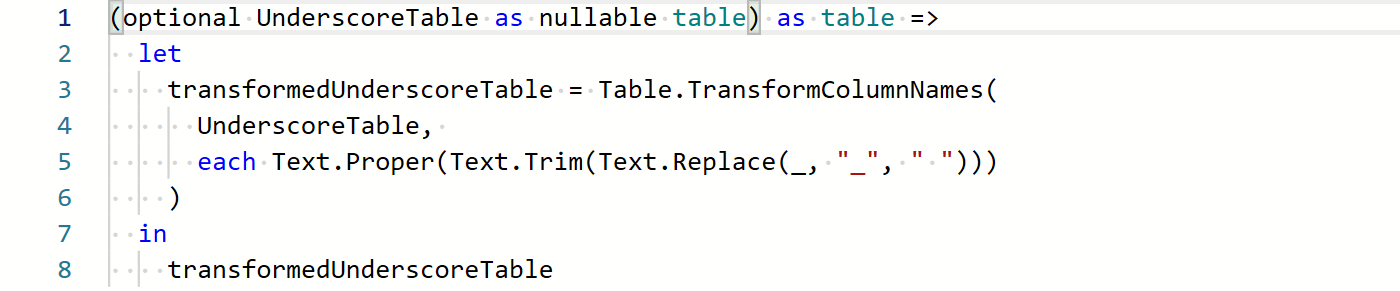 1 (optional UnderscoreTable as nullable table) as table =>
2   let
3     transformedUnderscoreTable = Table.TransformColumnNames(
4       UnderscoreTable, 
5       each Text.Proper(Text.Trim(Text.Replace(_, "_", " ")))
6     )
7   in
8     transformedUnderscoreTable